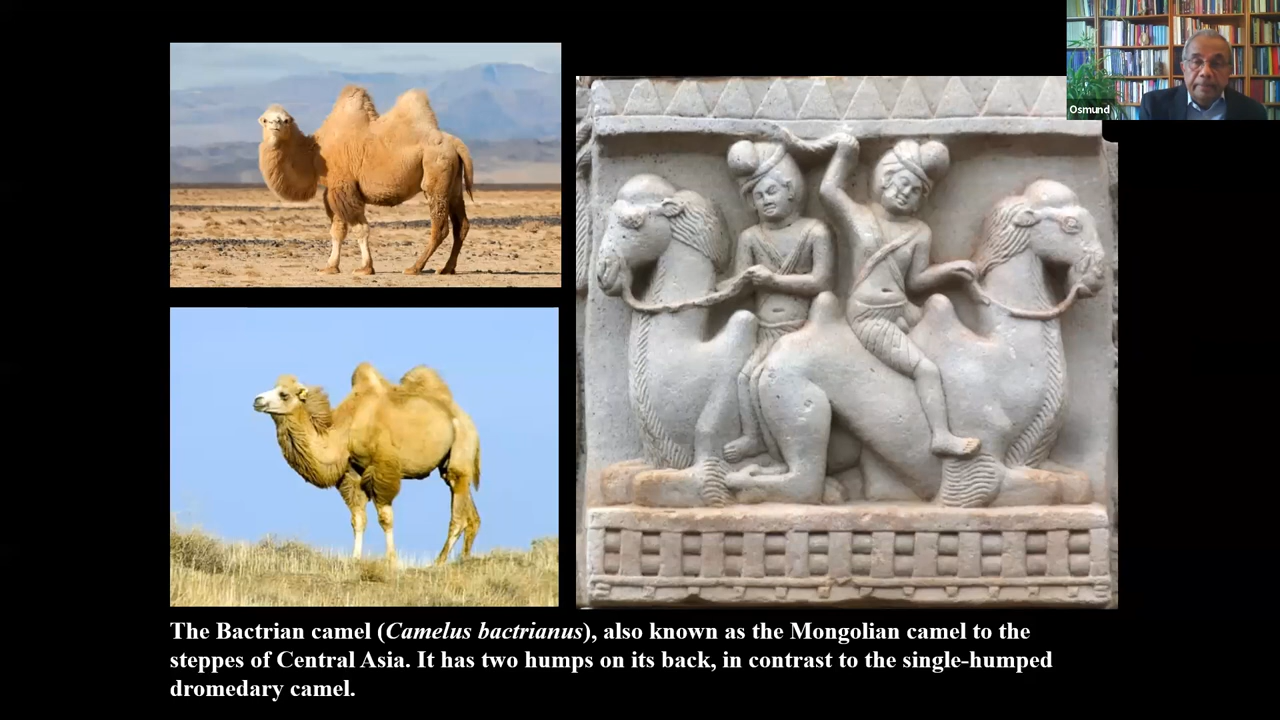 Osmund
The Bactrian camel (Camelus bactrianus), also known as the Mongolian camel to the
steppes of Central Asia. It has two humps on its back, in contrast to the single-humped
dromedary camel.